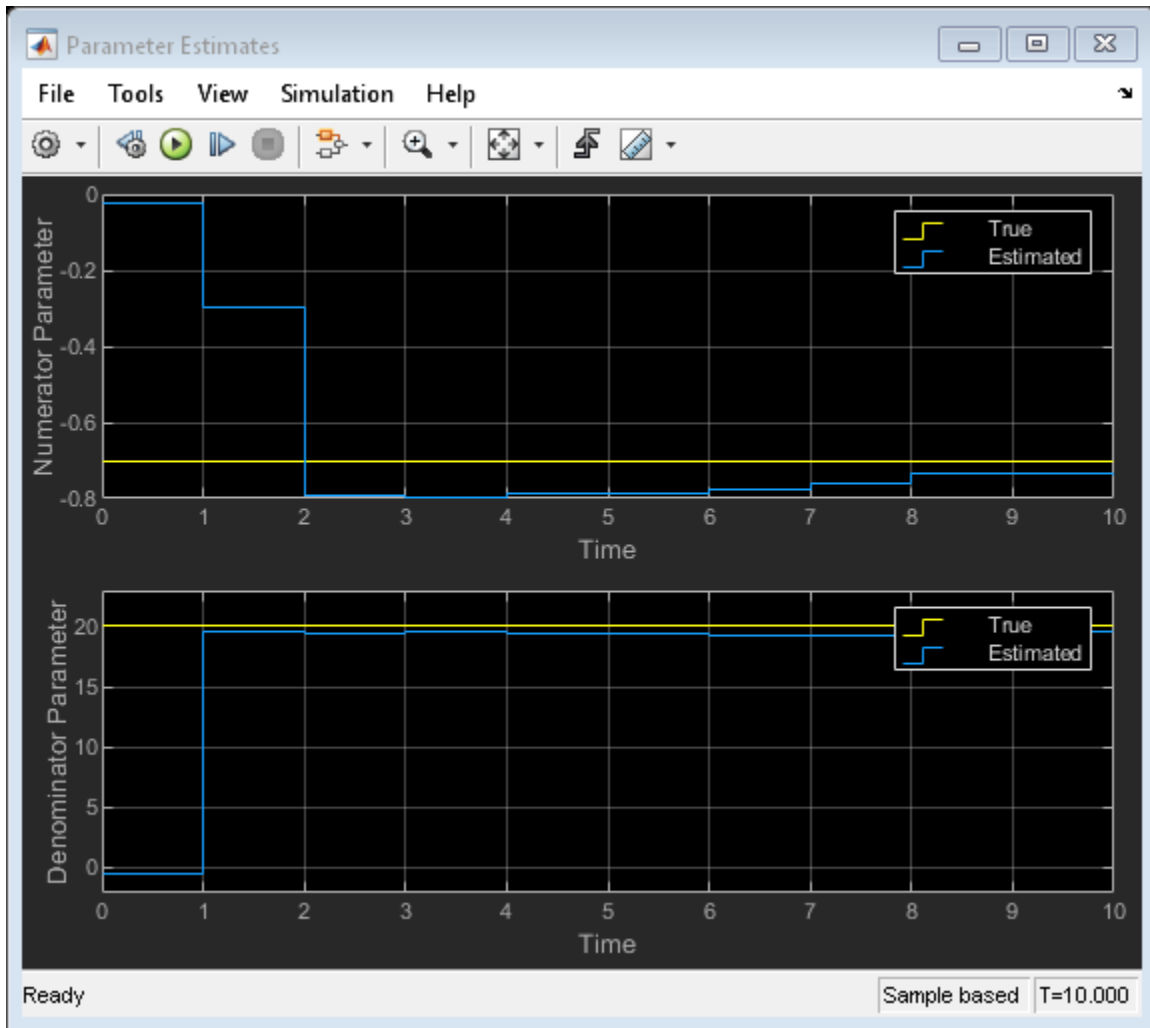 Parameter Estimates
File Tools View Simulation Help
0
-0.2
-0.4
-0.6
-0.8
Numerator Parameter
True
Estimated
0 1 2 3 4 5 6 7 8 9 10
Time
20
15
10
5
0
Denominator Parameter
True
Estimated
0 1 2 3 4 5 6 7 8 9 10
Time
Ready Sample based T=10.000